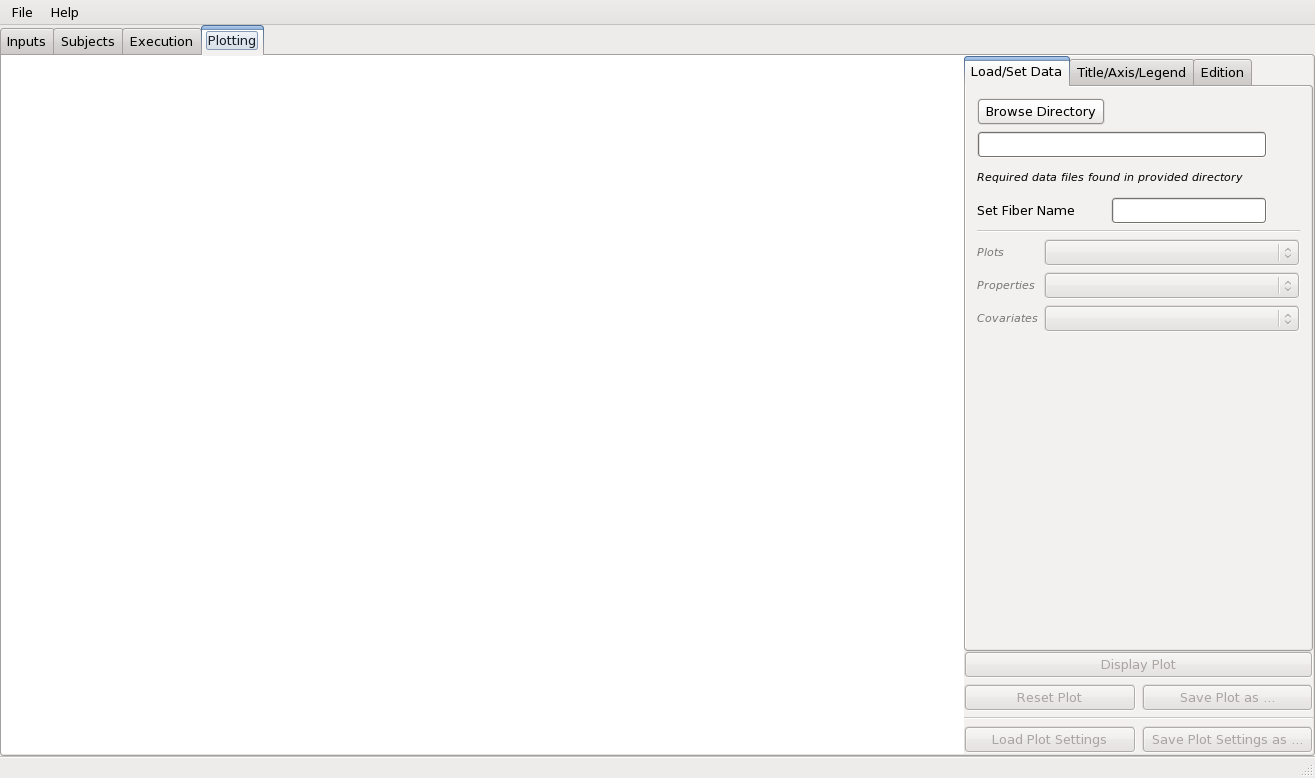 File Help
Inputs Subjects Execution Plotting
Load/Set Data Title/Axis/Legend Edition
Browse Directory
Required data files found in provided directory
Set Fiber Name
Plots
Properties
Covariates
Display Plot
Reset Plot Save Plot as ...
Load Plot Settings Save Plot Settings as ...